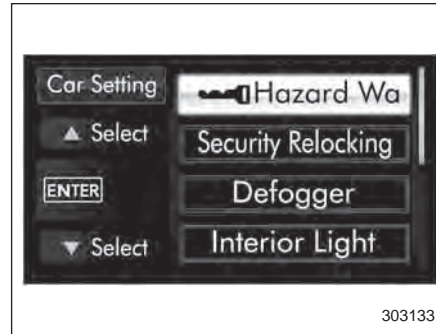 Car Setting
Hazard Wa
▲ Select
Security Relocking
ENTER
Defogger
▼ Select
Interior Light
303133